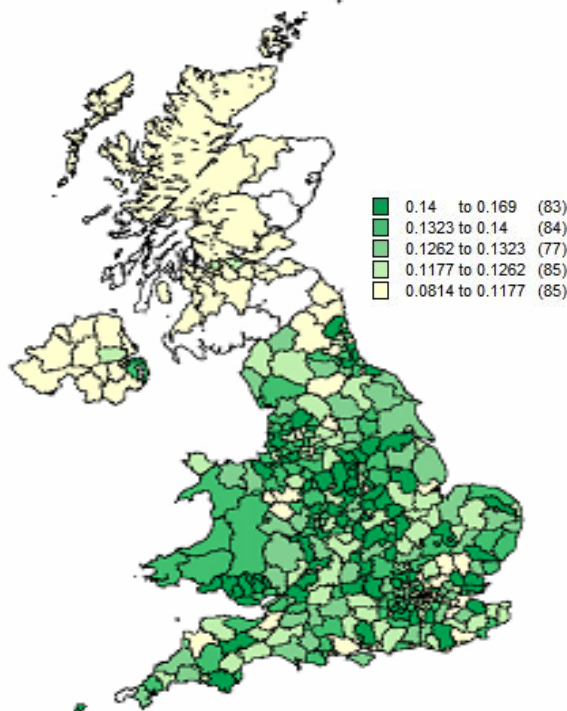 0.14 to 0.169 (83)
0.1323 to 0.14 (84)
0.1262 to 0.1323 (77)
0.1177 to 0.1262 (85)
0.0814 to 0.1177 (85)